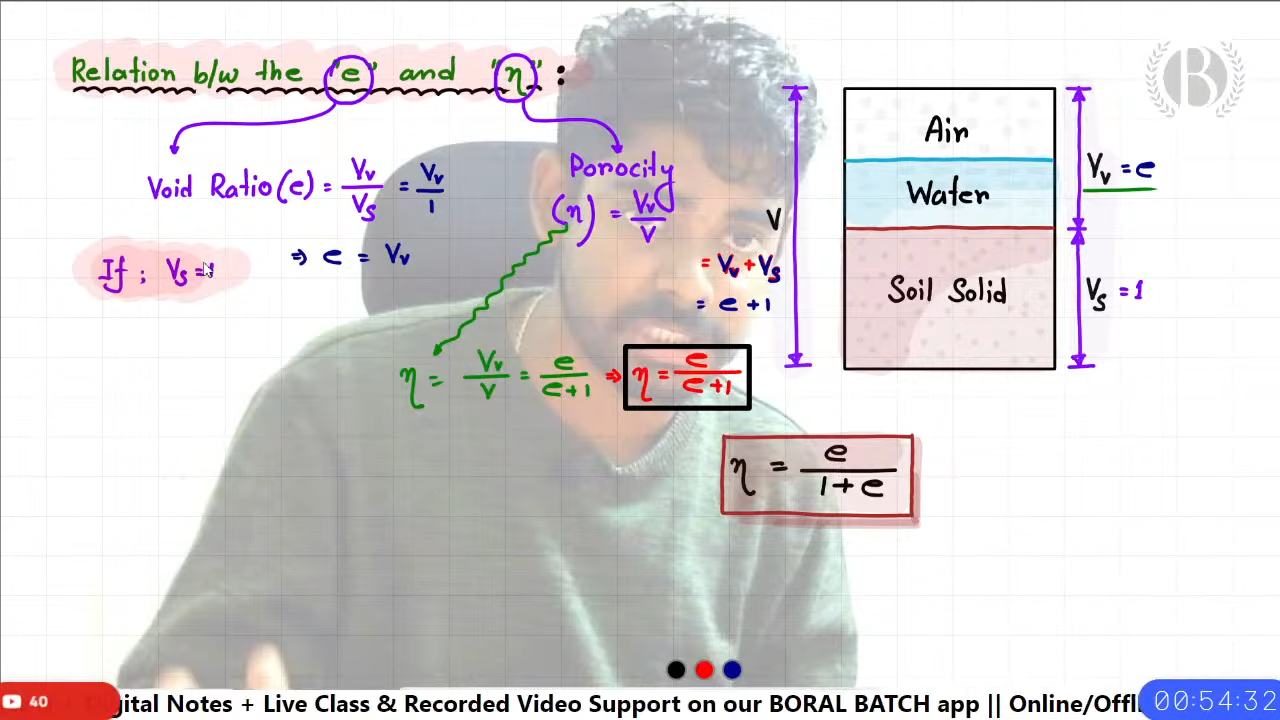 Relation b/w the "e" and "η" :
Void Ratio (e) = Vv / Vs = Vv / 1
Porocity
(η) = Vv / V
If ; Vs = 1
⇒ e = Vv
V
= Vv + Vs
= e + 1
η = Vv / V = e / e+1 ⇒ η = e / e+1
η = e / 1+e
Air
Water
Soil Solid
Vv = e
Vs = 1
B
40
Digital Notes + Live Class & Recorded Video Support on our BORAL BATCH app || Online/Offl
00:54:32